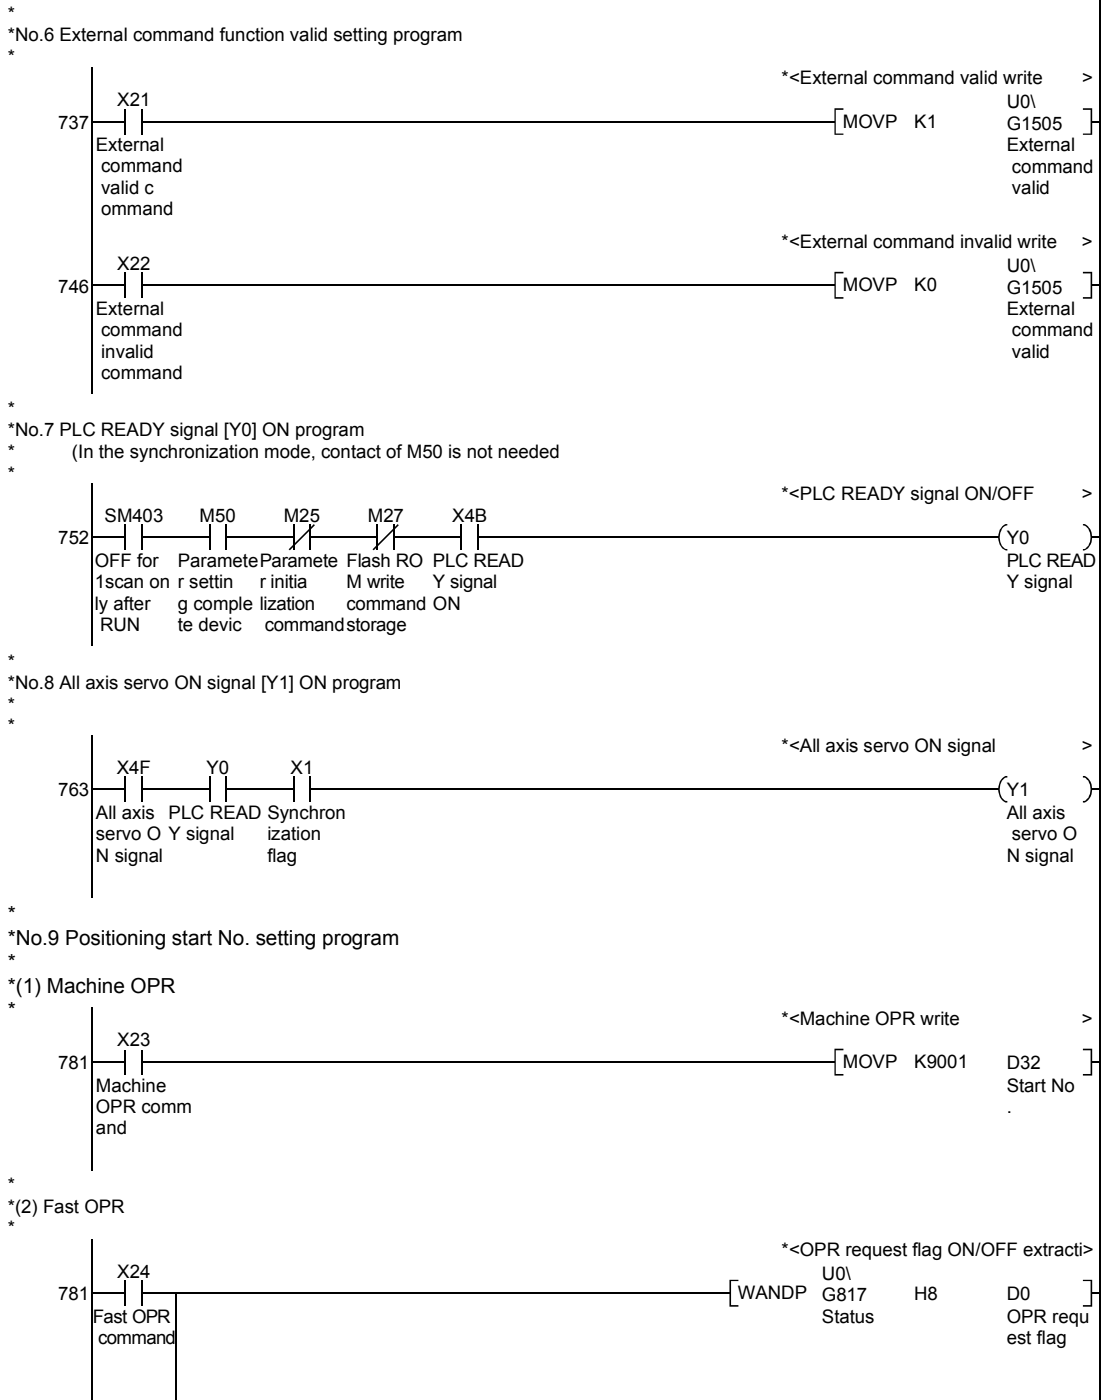 *
*No.6 External command function valid setting program
*
*<External command valid write >
X21 U0\
737 MOVP K1 G1505
External External
command command
valid c valid
ommand
*<External command invalid write >
X22 U0\
746 MOVP K0 G1505
External External
command command
invalid valid
command
*
*No.7 PLC READY signal [Y0] ON program
* (In the synchronization mode, contact of M50 is not needed
*
*<PLC READY signal ON/OFF >
SM403 M50 M25 M27 X4B
752 Y0
OFF for Paramete Paramete Flash RO PLC READ PLC READ
1scan on r settin r initia M write Y signal Y signal
ly after g comple lization command ON
RUN te devic command storage
*
*No.8 All axis servo ON signal [Y1] ON program
*
*
*<All axis servo ON signal >
X4F Y0 X1
763 Y1
All axis PLC READ Synchron All axis
servo O Y signal ization servo O
N signal flag N signal
*
*No.9 Positioning start No. setting program
*
*(1) Machine OPR
*
*<Machine OPR write >
X23
781 MOVP K9001 D32
Machine Start No
OPR comm .
and
*
*(2) Fast OPR
*
*<OPR request flag ON/OFF extracti>
X24 U0\
781 WANDP G817 H8 D0
Fast OPR Status OPR requ
command est flag